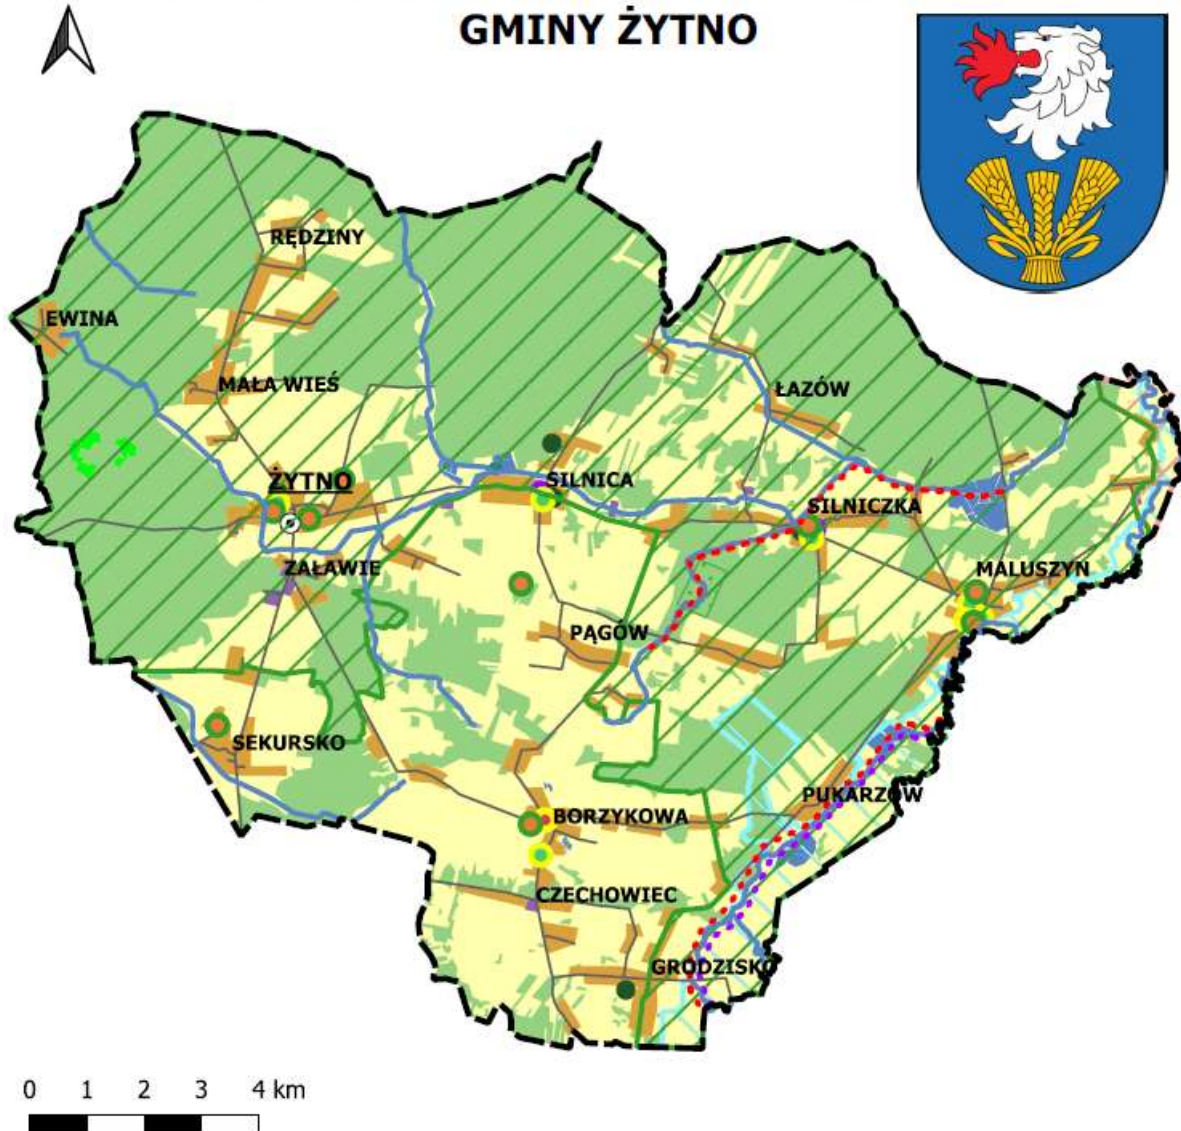 GMINY ŻYTNO
RĘDZINY
EWINA
MAŁA WIEŚ
ŁAZÓW
ŻYTNO
SILNICA
SILNICZKA
ZALAWIE
MALUSZYN
PĄGÓW
SEKURSKO
PUKARZÓW
BORZYKOWA
CZECHOWIEC
GRODZISKO
0 1 2 3 4 km